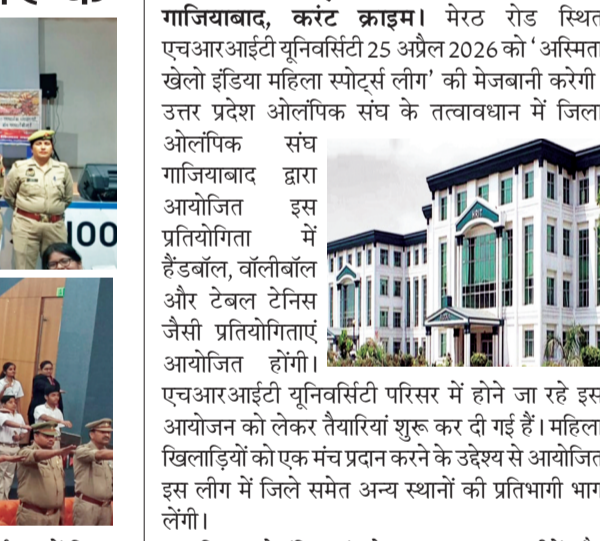 गाजियाबाद, करंट क्राइम। मेरठ रोड स्थित
एचआरआईटी यूनिवर्सिटी 25 अप्रैल 2026 को ‘अस्मिता
खेलो इंडिया महिला स्पोर्ट्स लीग’ की मेजबानी करेगी
उत्तर प्रदेश ओलंपिक संघ के तत्वावधान में जिला
ओलंपिक संघ
गाजियाबाद द्वारा
आयोजित इस
प्रतियोगिता में
हैंडबॉल, वॉलीबॉल
और टेबल टेनिस
जैसी प्रतियोगिताएं
आयोजित होंगी।
एचआरआईटी यूनिवर्सिटी परिसर में होने जा रहे इस
आयोजन को लेकर तैयारियां शुरू कर दी गई हैं। महिला
खिलाड़ियों को एक मंच प्रदान करने के उद्देश्य से आयोजित
इस लीग में जिले समेत अन्य स्थानों की प्रतिभागी भाग
लेंगी।
100